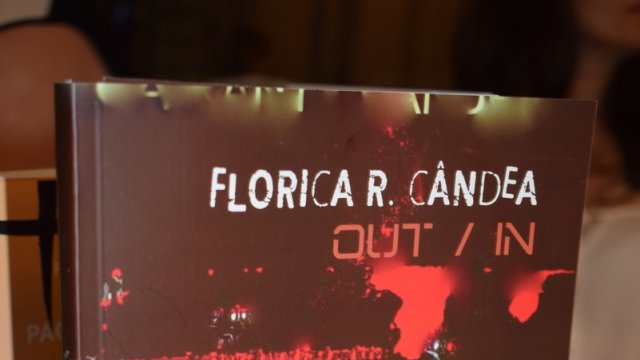 FLORICA R. CÂNDEA
OUT / IN